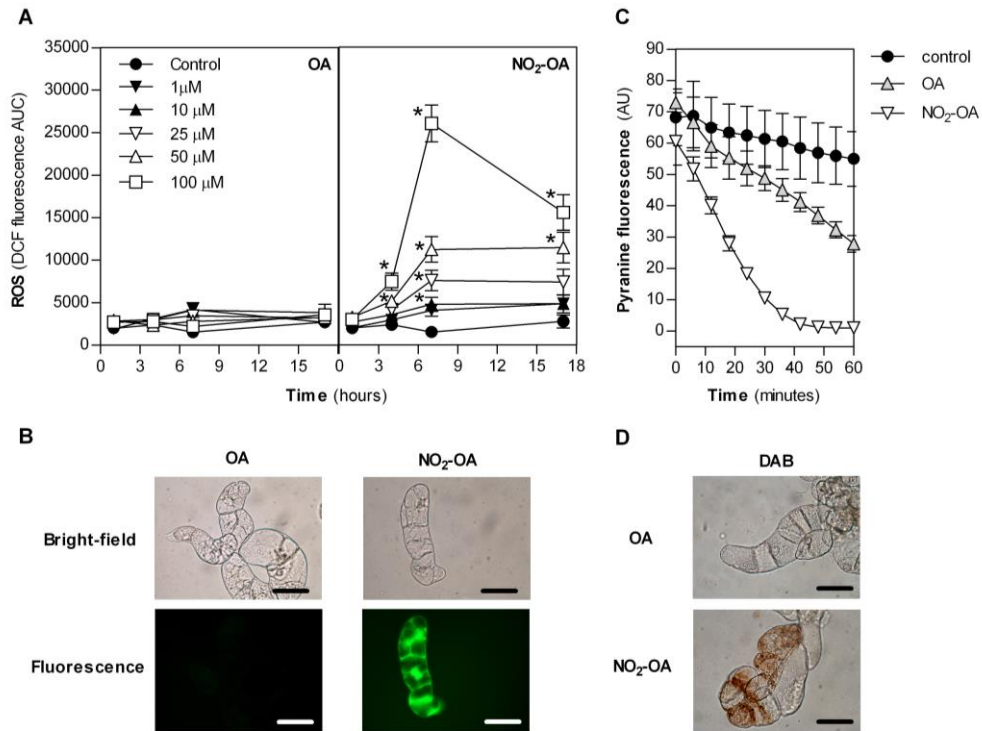 A
C
ROS (DCF fluorescence AUC)
35000
30000
25000
20000
15000
10000
5000
0
OA
Control
1µM
10 µM
25 µM
50 µM
100 µM
NO₂-OA
*
*
*
*
*
*
*
*
0 3 6 9 12 15
0 3 6 9 12 15 18
Time (hours)
Pyranine fluorescence (AU)
90
80
70
60
50
40
30
20
10
0
control
OA
NO₂-OA
0 10 20 30 40 50 60
Time (minutes)
B
OA
NO₂-OA
Bright-field
Fluorescence
D
DAB
OA
NO₂-OA